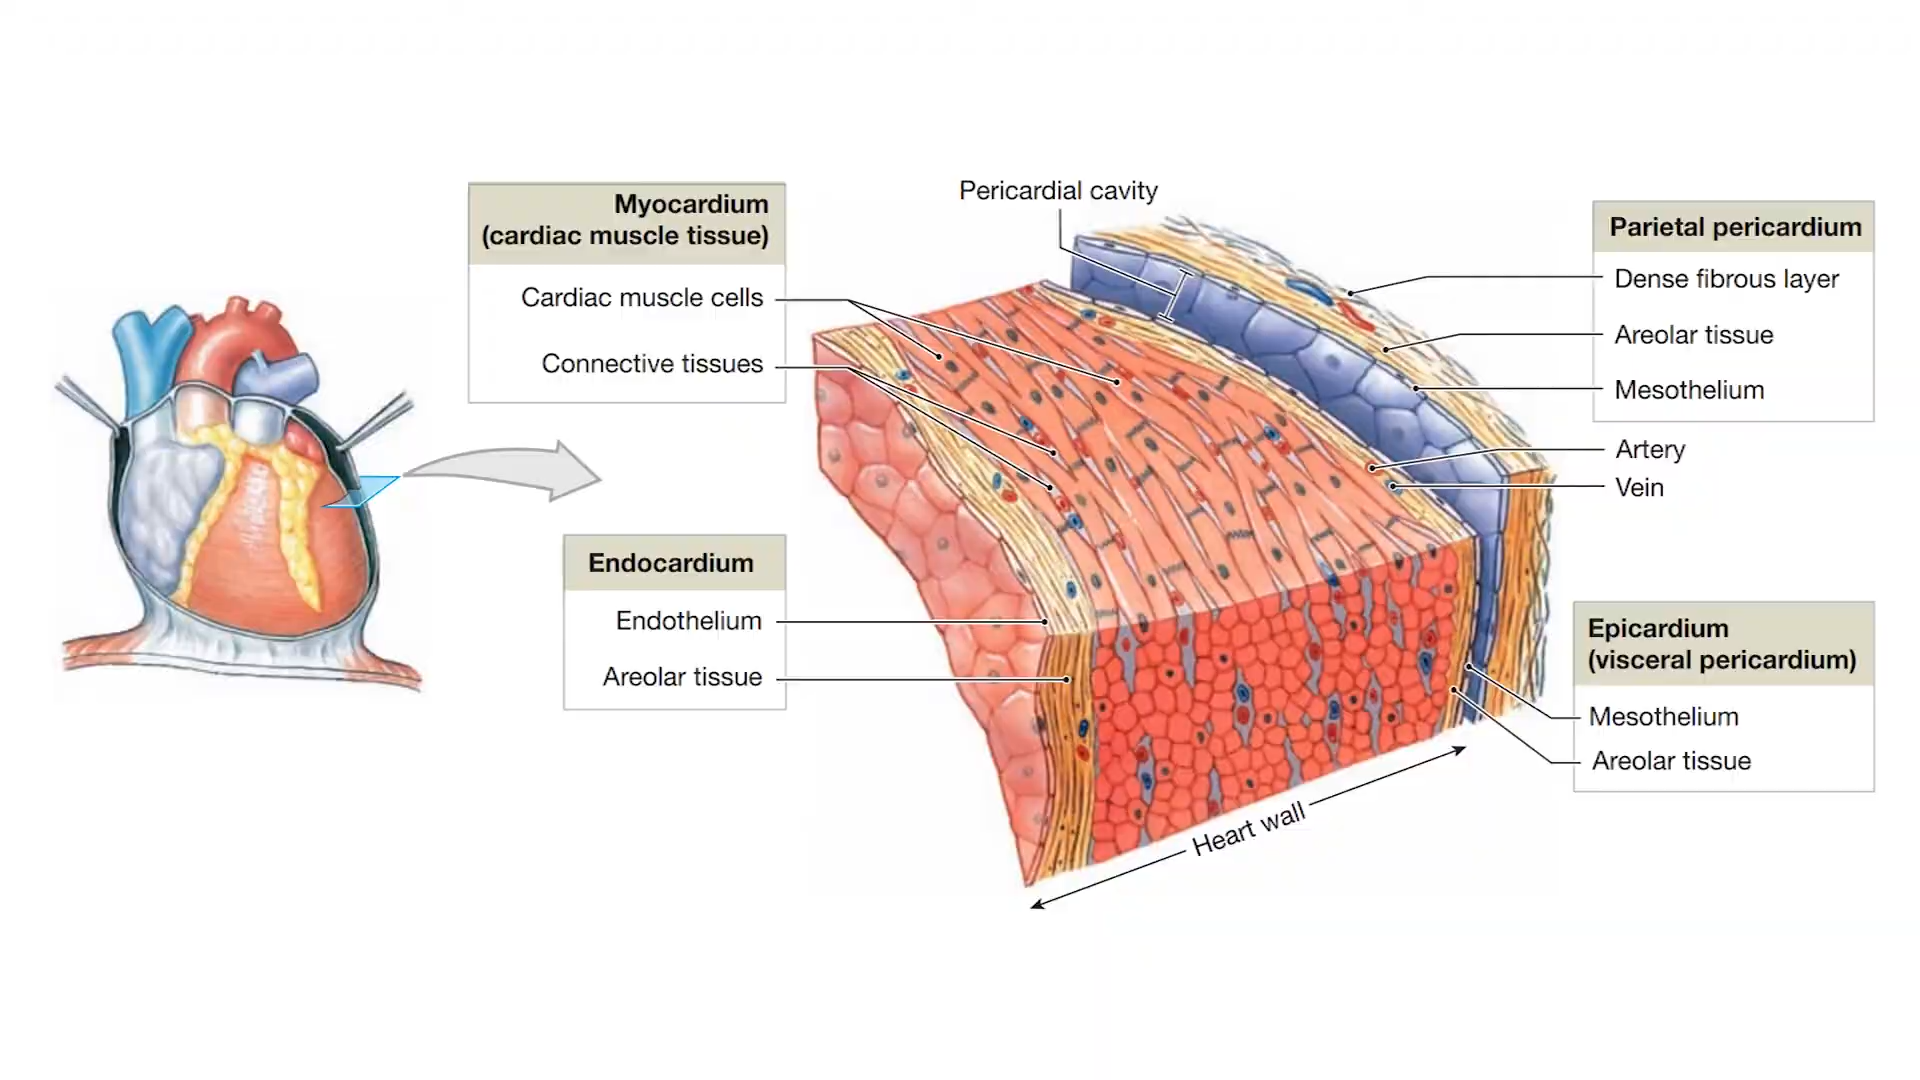 Myocardium
(cardiac muscle tissue)
Cardiac muscle cells
Connective tissues
Endocardium
Endothelium
Areolar tissue
Pericardial cavity
Heart wall
Parietal pericardium
Dense fibrous layer
Areolar tissue
Mesothelium
Artery
Vein
Epicardium
(visceral pericardium)
Mesothelium
Areolar tissue